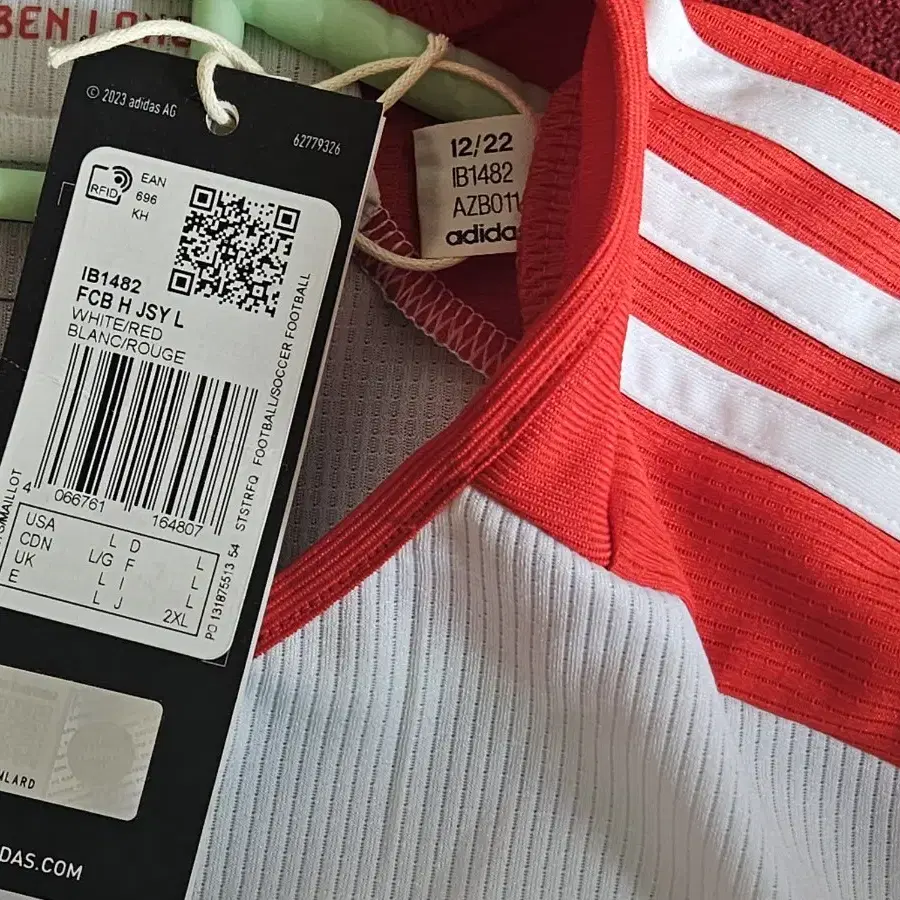 BEN L
© 2023 adidas AG
62779326
RFID
EAN
696
KH
IB1482
FCB H JSY L
WHITE/RED
BLANC/ROUGE
4 066761 164807
STSTRFQ FOOTBALL/SOCCER FOOTBALL
MAILLOT
USA L D L
CDN L/G F L
UK L I L
E L J 2XL
PO 131875513 54
DAS.COM
12/22
IB1482
AZB011
adidas